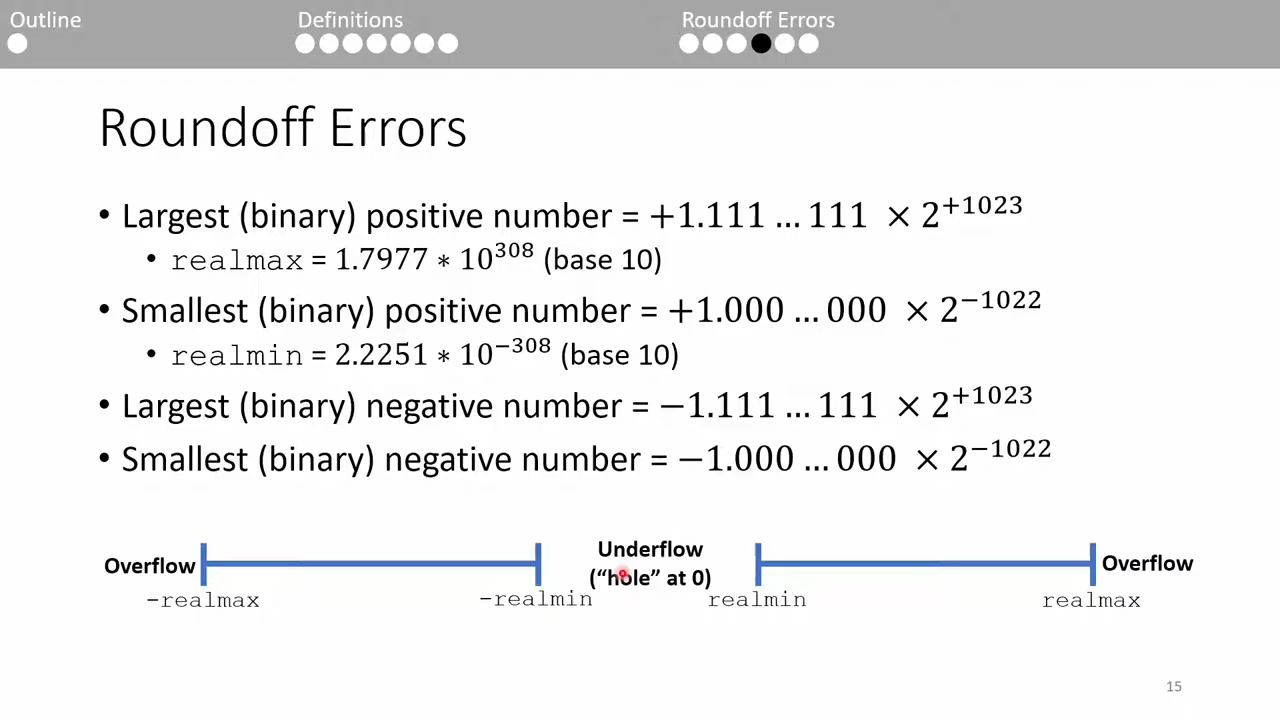 Outline
Definitions
Roundoff Errors
Roundoff Errors
• Largest (binary) positive number = +1.111 … 111 × 2^{+1023}
• realmax = 1.7977 ∗ 10^{308} (base 10)
• Smallest (binary) positive number = +1.000 … 000 × 2^{−1022}
• realmin = 2.2251 ∗ 10^{−308} (base 10)
• Largest (binary) negative number = −1.111 … 111 × 2^{+1023}
• Smallest (binary) negative number = −1.000 … 000 × 2^{−1022}
Overflow
Underflow
("hole" at 0)
Overflow
-realmax
-realmin
realmin
realmax
15